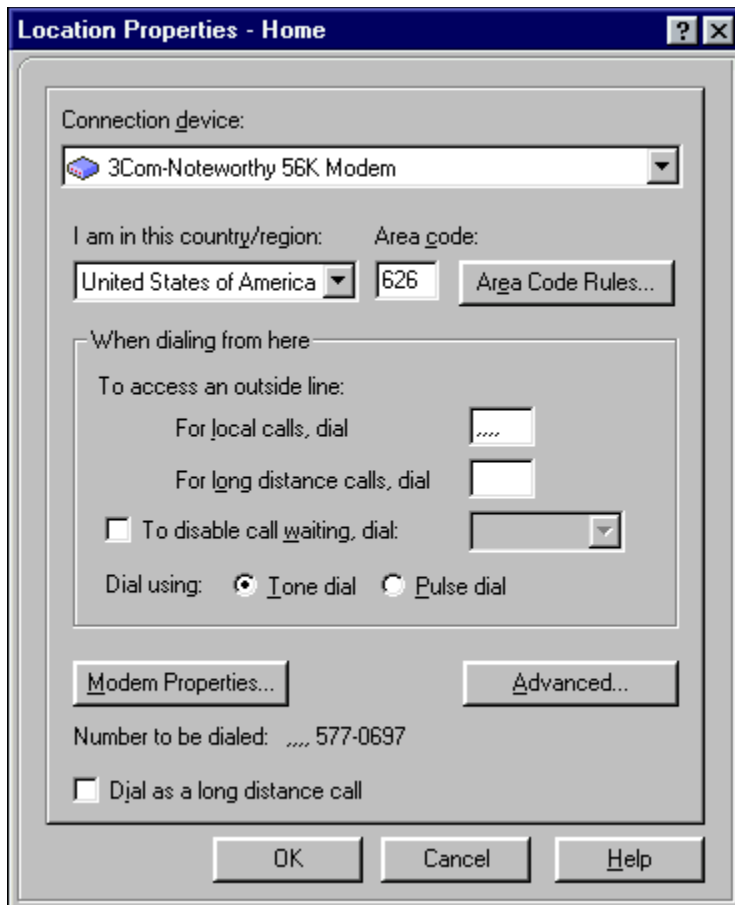 Location Properties - Home
Connection device:
3Com-Noteworthy 56K Modem
I am in this country/region: Area code:
United States of America 626 Area Code Rules...
When dialing from here
To access an outside line:
For local calls, dial ,,,,
For long distance calls, dial
To disable call waiting, dial:
Dial using: Tone dial Pulse dial
Modem Properties... Advanced...
Number to be dialed: ,,,, 577-0697
Dial as a long distance call
OK Cancel Help